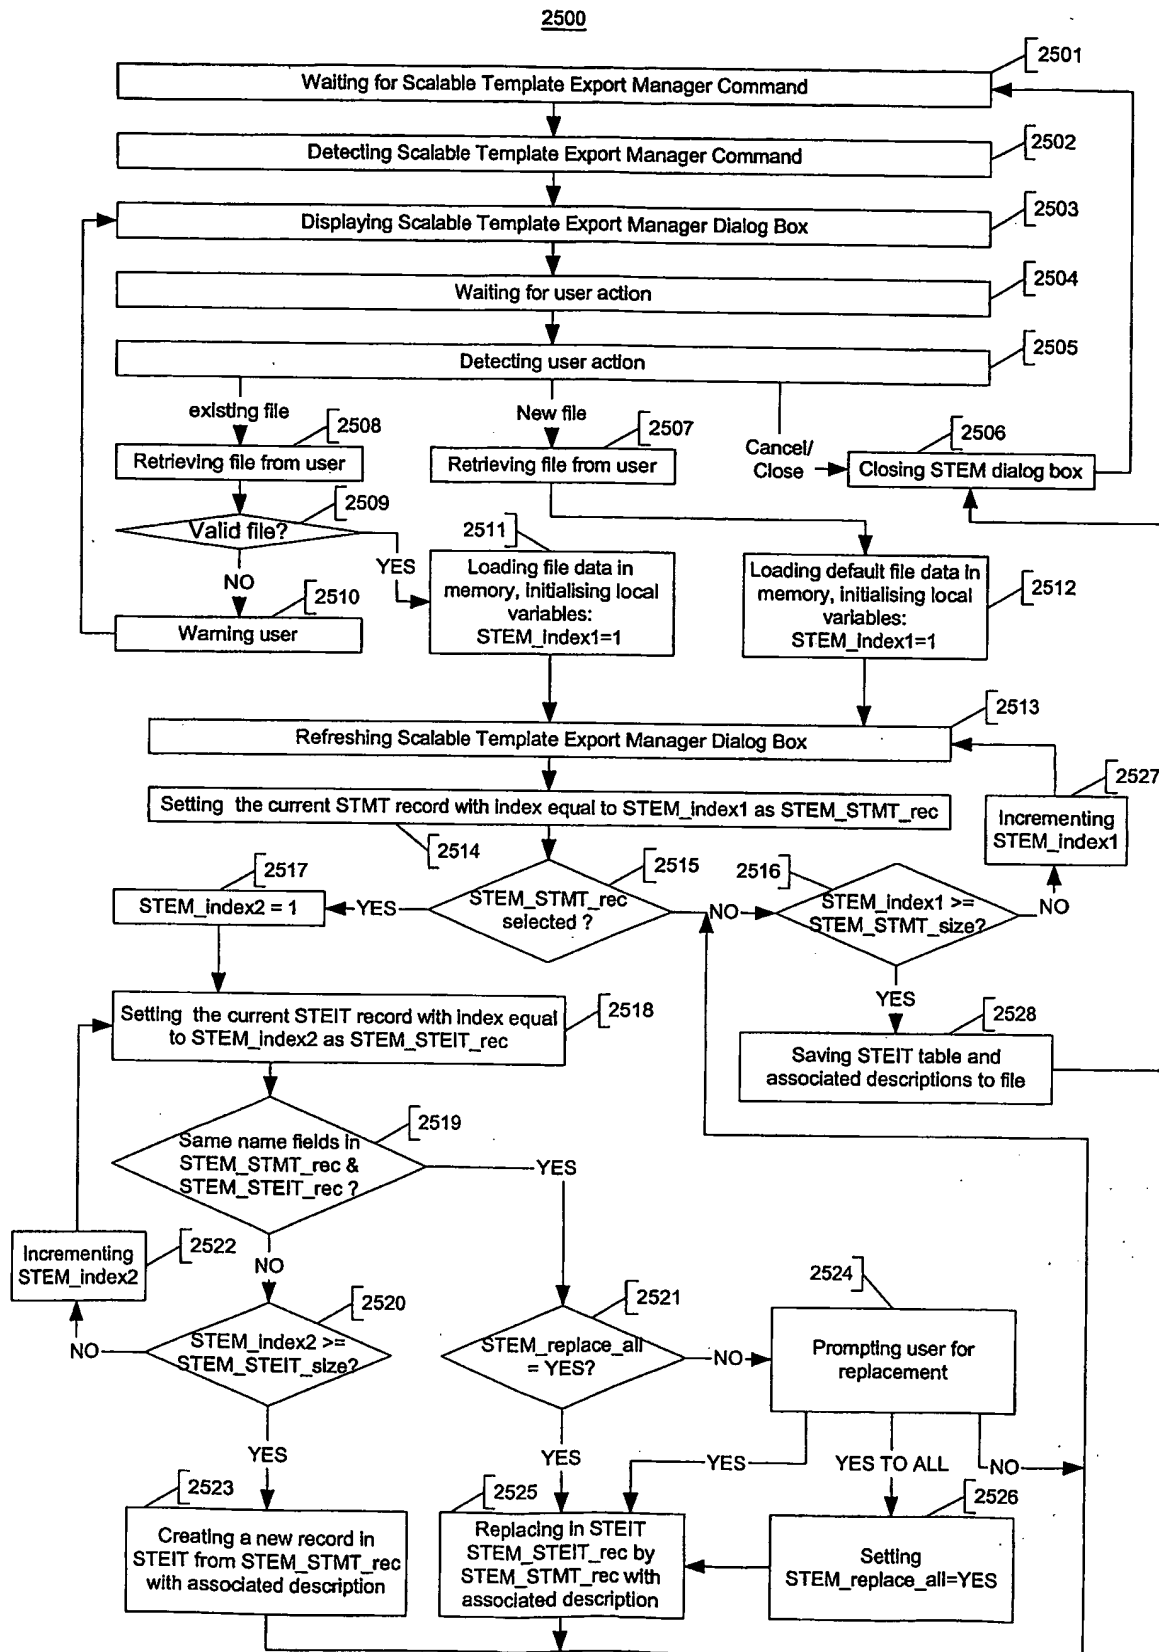 2500
2501
Waiting for Scalable Template Export Manager Command
2502
Detecting Scalable Template Export Manager Command
2503
Displaying Scalable Template Export Manager Dialog Box
2504
Waiting for user action
2505
Detecting user action
existing file
New file
Cancel/
Close
2508
Retrieving file from user
2507
Retrieving file from user
2506
Closing STEM dialog box
2509
Valid file?
YES
NO
2510
Warning user
2511
Loading file data in
memory, initialising local
variables:
STEM_index1=1
2512
Loading default file data in
memory, initialising local
variables:
STEM_index1=1
2513
Refreshing Scalable Template Export Manager Dialog Box
2527
Incrementing
STEM_index1
Setting the current STMT record with index equal to STEM_index1 as STEM_STMT_rec
2514
2515
STEM_STMT_rec
selected ?
YES
NO
2516
STEM_index1 >=
STEM_STMT_size?
NO
YES
2517
STEM_index2 = 1
2528
Saving STEIT table and
associated descriptions to file
2518
Setting the current STEIT record with index equal
to STEM_index2 as STEM_STEIT_rec
2519
Same name fields in
STEM_STMT_rec &
STEM_STEIT_rec ?
YES
NO
2522
Incrementing
STEM_index2
2520
STEM_index2 >=
STEM_STEIT_size?
NO
YES
2521
STEM_replace_all
= YES?
NO
YES
2524
Prompting user for
replacement
YES
YES TO ALL
NO
2523
Creating a new record in
STEIT from STEM_STMT_rec
with associated description
2525
Replacing in STEIT
STEM_STEIT_rec by
STEM_STMT_rec with
associated description
2526
Setting
STEM_replace_all=YES